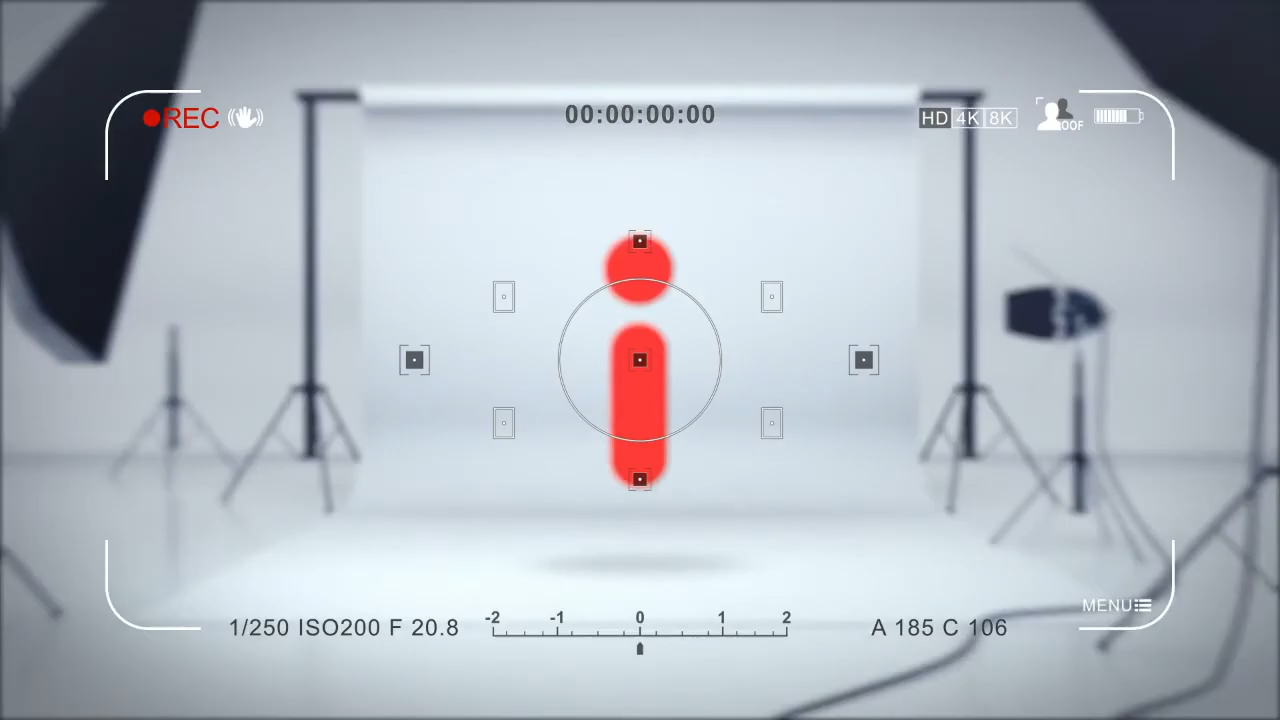 REC
00:00:00:00
HD 4K 8K
OOF
i
1/250 ISO200 F 20.8
-2 -1 0 1 2
A 185 C 106
MENU